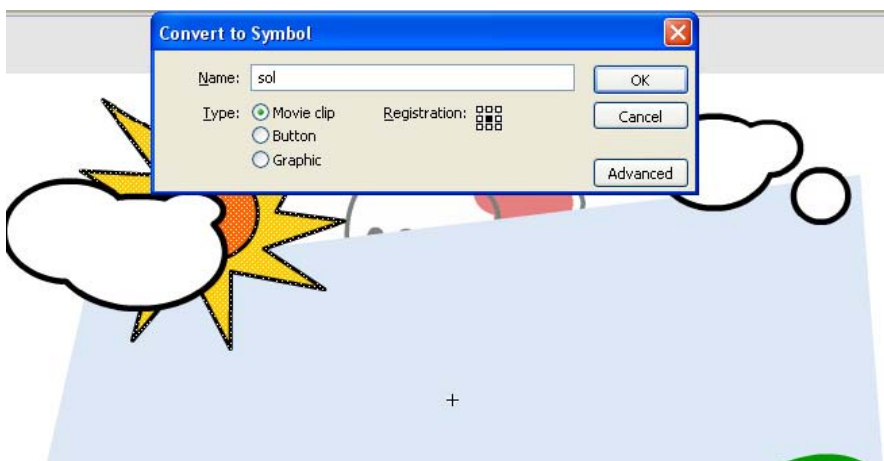 Convert to Symbol
Name: sol
OK
Type: Movie clip
Registration:
Cancel
Button
Graphic
Advanced